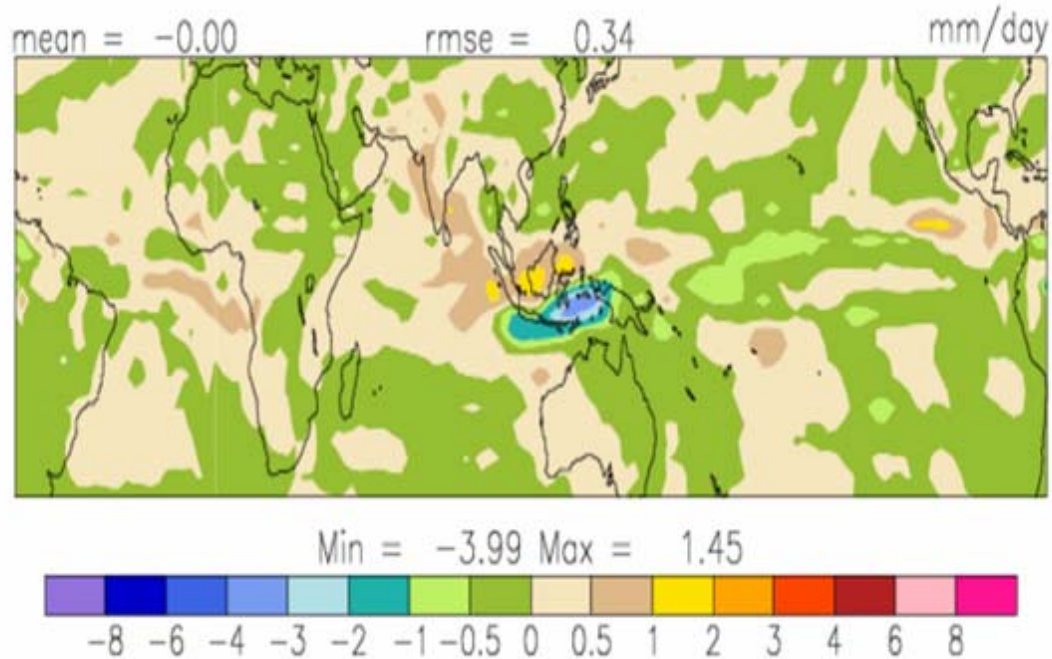 mean = -0.00 rmse = 0.34 mm/day
Min = -3.99 Max = 1.45
-8 -6 -4 -3 -2 -1 -0.5 0 0.5 1 2 3 4 6 8